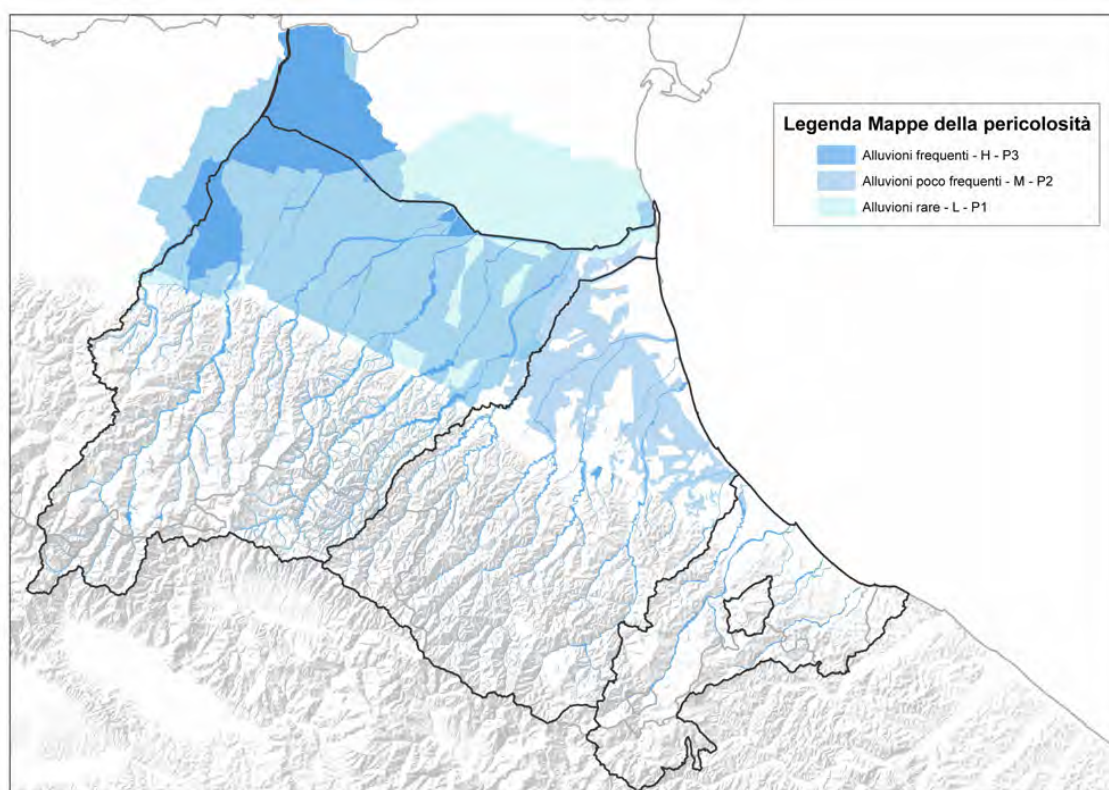 Legenda Mappe della pericolosità
Alluvioni frequenti - H - P3
Alluvioni poco frequenti - M - P2
Alluvioni rare - L - P1